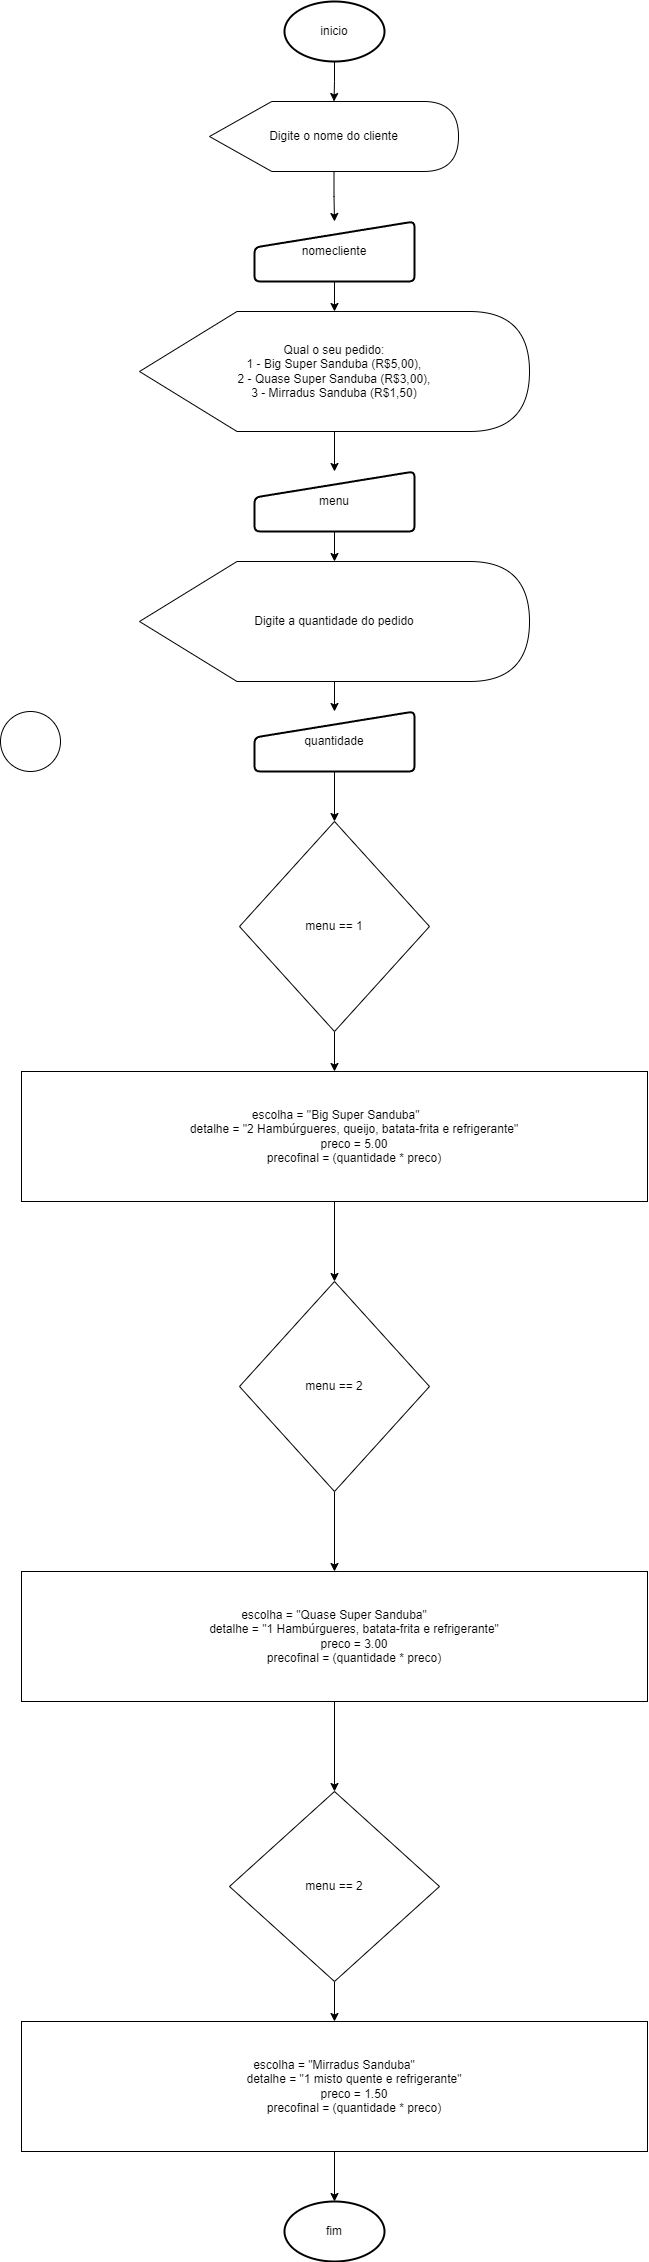 inicio
Digite o nome do cliente
nomecliente
Qual o seu pedido:
1 - Big Super Sanduba (R$5,00),
2 - Quase Super Sanduba (R$3,00),
3 - Mirradus Sanduba (R$1,50)
menu
Digite a quantidade do pedido
quantidade
menu == 1
escolha = "Big Super Sanduba"
detalhe = "2 Hambúrgueres, queijo, batata-frita e refrigerante"
preco = 5.00
precofinal = (quantidade * preco)
menu == 2
escolha = "Quase Super Sanduba"
detalhe = "1 Hambúrgueres, batata-frita e refrigerante"
preco = 3.00
precofinal = (quantidade * preco)
menu == 2
escolha = "Mirradus Sanduba"
detalhe = "1 misto quente e refrigerante"
preco = 1.50
precofinal = (quantidade * preco)
fim